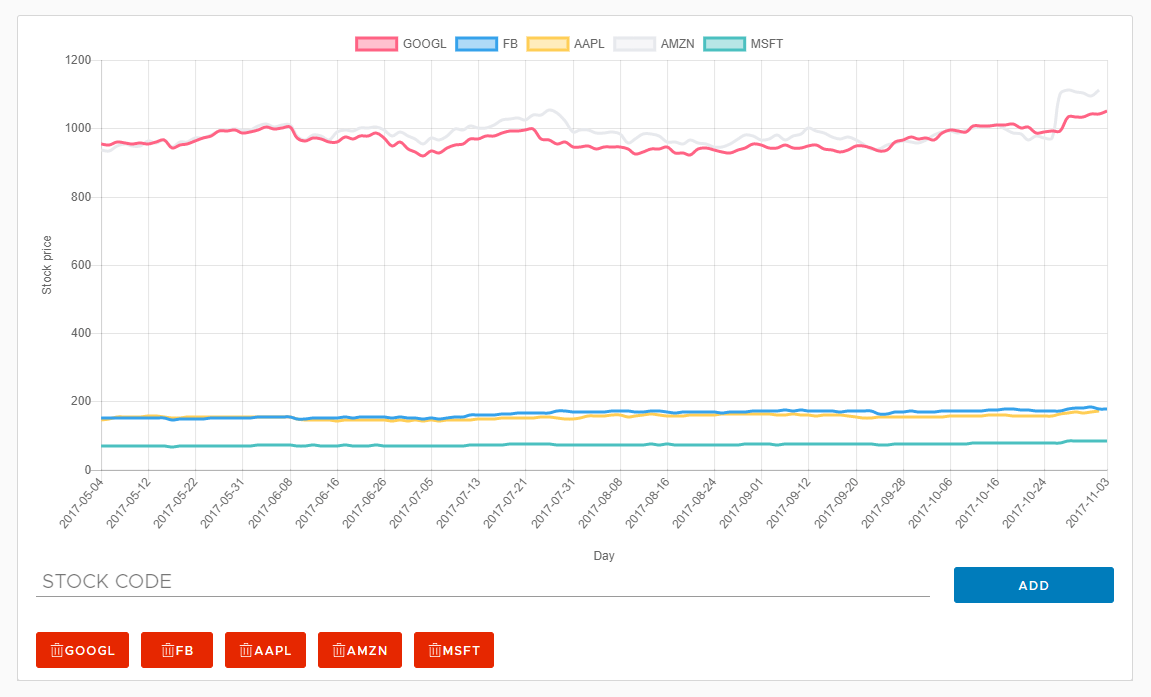 GOOGL FB AAPL AMZN MSFT
1200
1000
800
600
400
200
0
Stock price
2017-05-04 2017-05-12 2017-05-22 2017-05-31 2017-06-08 2017-06-16 2017-06-26 2017-07-05 2017-07-13 2017-07-21 2017-07-31 2017-08-08 2017-08-16 2017-08-24 2017-09-01 2017-09-12 2017-09-20 2017-09-28 2017-10-06 2017-10-16 2017-10-24 2017-11-03
Day
STOCK CODE ADD
GOOGL FB AAPL AMZN MSFT